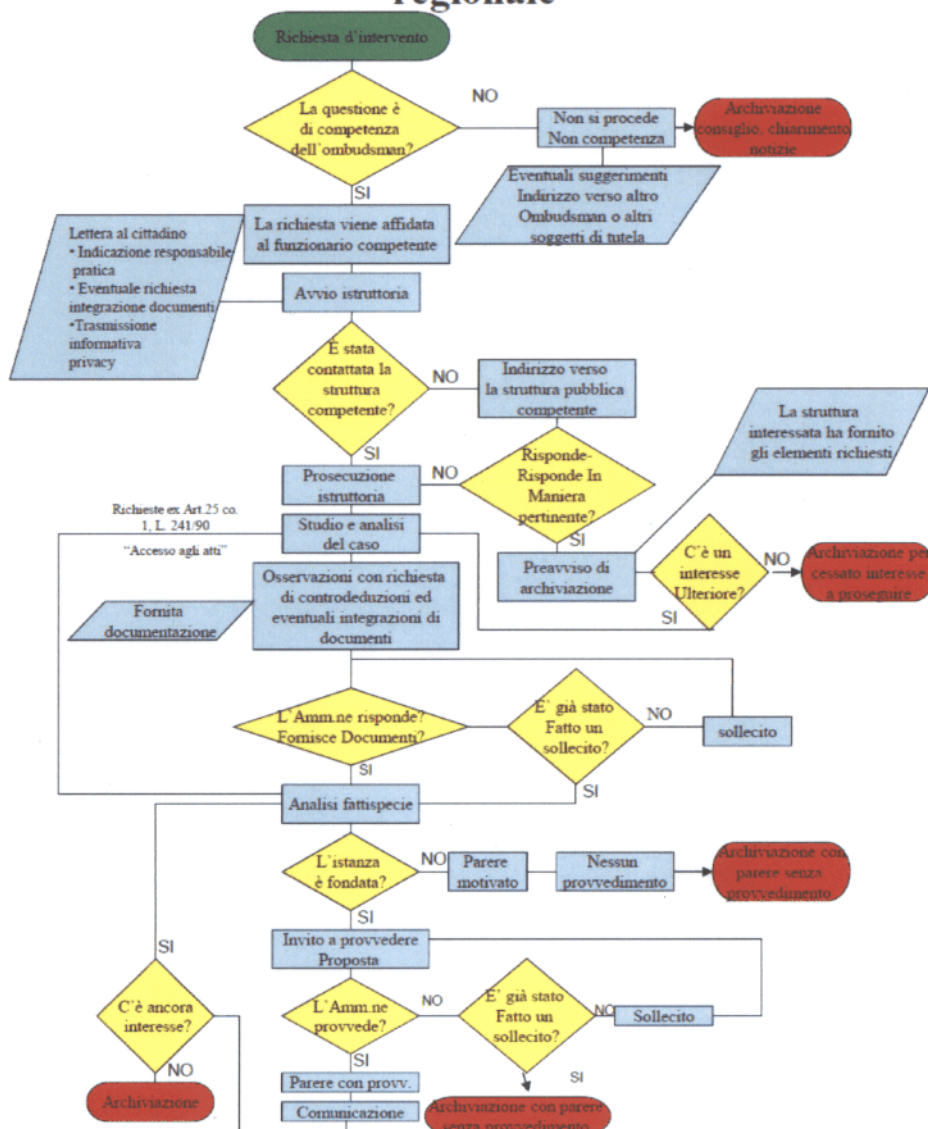 regionale
Richiesta d'intervento
La questione è
di competenza
dell'ombudsman?
NO
Non si procede
Non competenza
Archiviazione
consiglio, chiarimento,
notizie
Eventuali suggerimenti
Indirizzo verso altro
Ombudsman o altri
soggetti di tutela
SI
La richiesta viene affidata
al funzionario competente
Lettera al cittadino
• Indicazione responsabile
pratica
• Eventuale richiesta
integrazione documenti
•Trasmissione
informativa
privacy
Avvio istruttoria
È stata
contattata la
struttura
competente?
NO
Indirizzo verso
la struttura pubblica
competente
La struttura
interessata ha fornito
gli elementi richiesti
SI
Risponde-
Risponde In
Maniera
pertinente?
NO
Prosecuzione
istruttoria
SI
Richieste ex Art.25 co.
1, L. 241/90
"Accesso agli atti"
Studio e analisi
del caso
Preavviso di
archiviazione
C'è un
interesse
Ulteriore?
NO
Archiviazione per
cessato interesse
a proseguire
SI
Osservazioni con richiesta
di controdeduzioni ed
eventuali integrazioni di
documenti
Fornita
documentazione
L'Amm.ne risponde?
Fornisce Documenti?
E' già stato
Fatto un
sollecito?
NO
sollecito
SI
SI
Analisi fattispecie
L'istanza
è fondata?
NO
Parere
motivato
Nessun
provvedimento
Archiviazione con
parere senza
provvedimento
SI
Invito a provvedere
Proposta
SI
C'è ancora
interesse?
L'Amm.ne
provvede?
NO
E' già stato
Fatto un
sollecito?
NO
Sollecito
SI
SI
NO
Archiviazione
Parere con provv.
Comunicazione
Archiviazione con parere
senza provvedimento